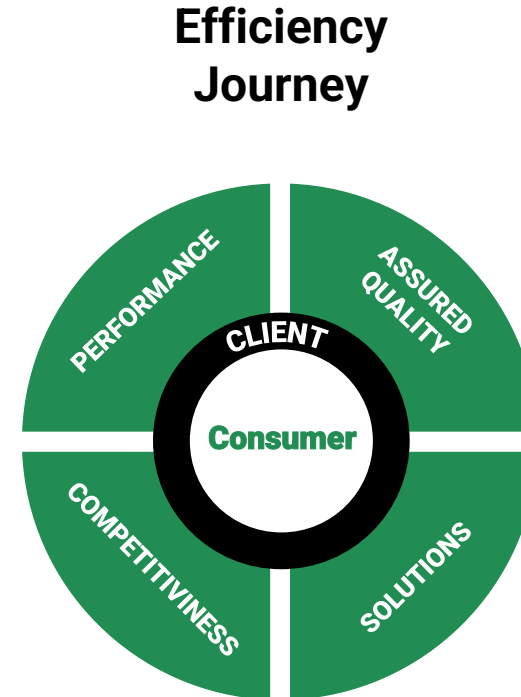 Efficiency
Journey
PERFORMANCE
ASSURED
QUALITY
CLIENT
Consumer
COMPETITIVINESS
SOLUTIONS